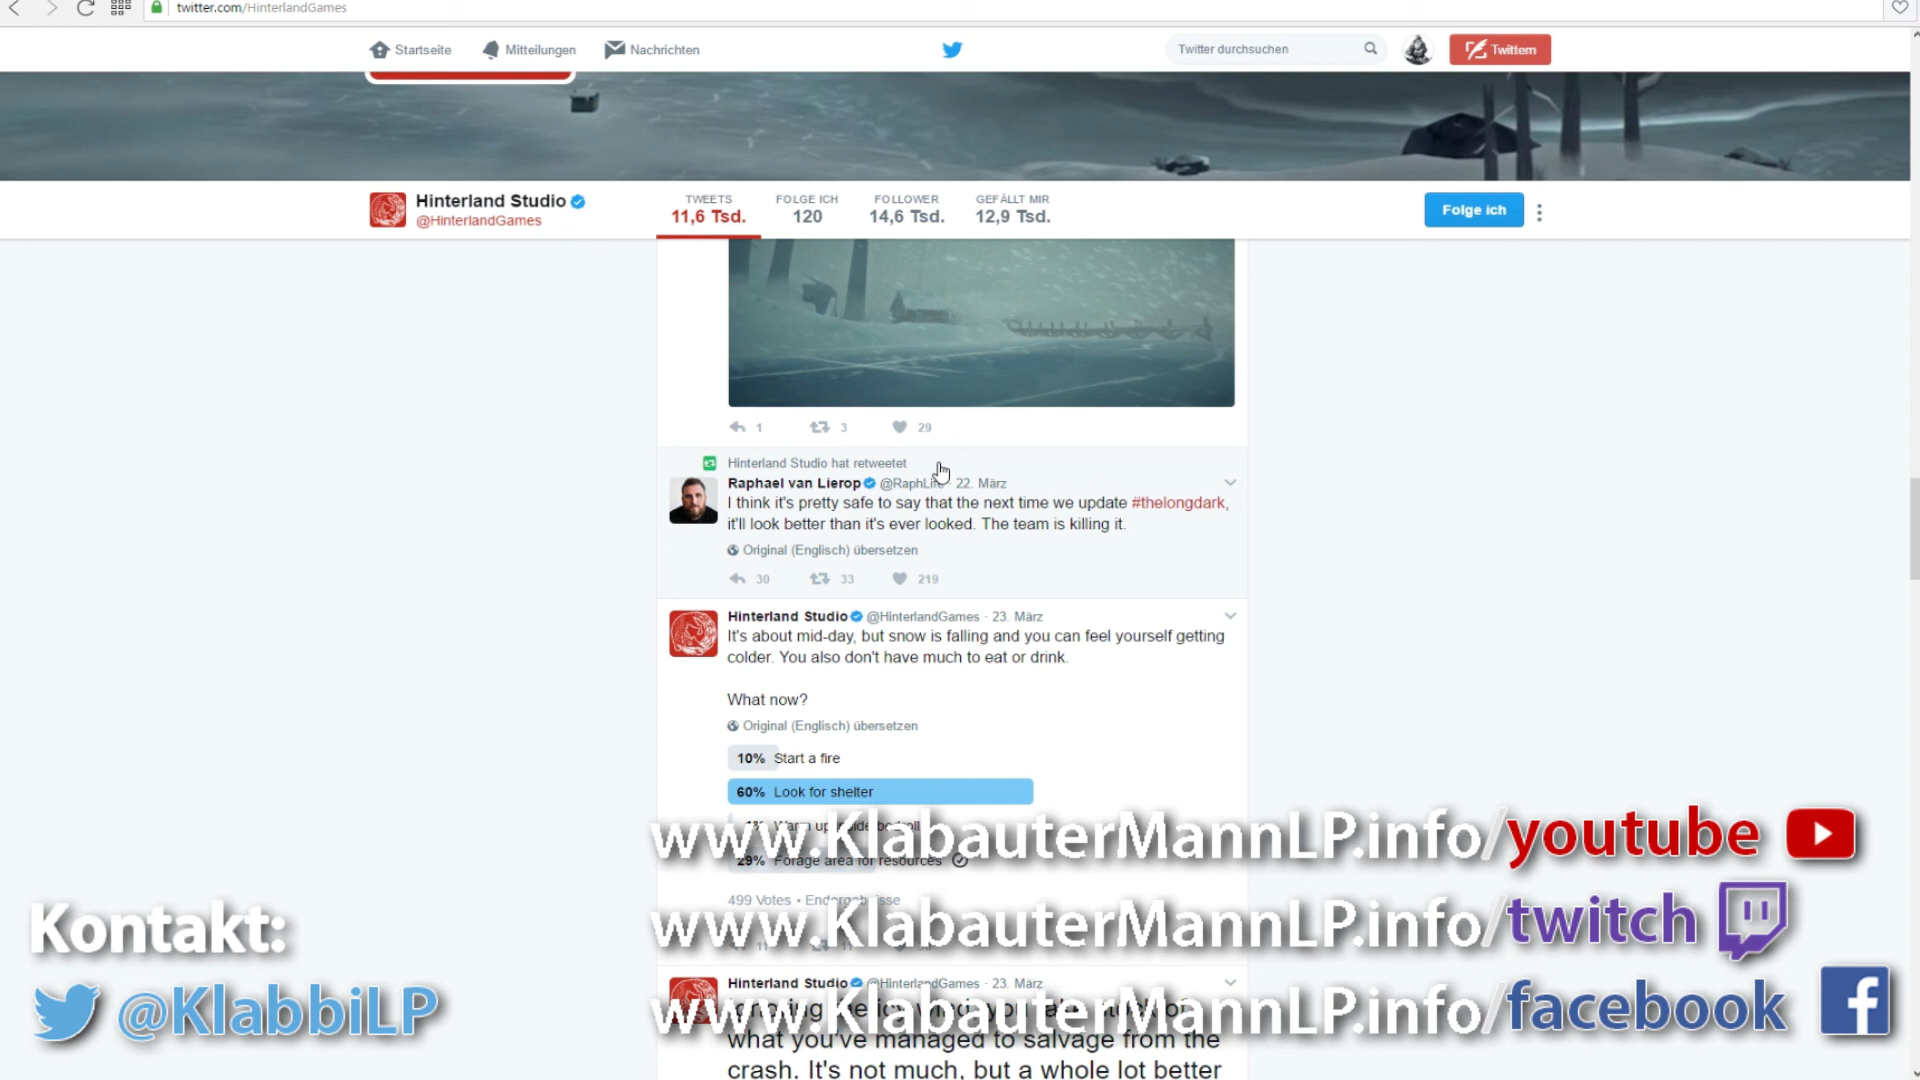 twitter.com/HinterlandGames
Startseite
Mitteilungen
Nachrichten
Twitter durchsuchen
Twittern
Hinterland Studio
@HinterlandGames
TWEETS
11,6 Tsd.
FOLGE ICH
120
FOLLOWER
14,6 Tsd.
GEFÄLLT MIR
12,9 Tsd.
Folge ich
1
3
29
Hinterland Studio hat retweetet
Raphael van Lierop @RaphLife · 22. März
I think it's pretty safe to say that the next time we update #thelongdark,
it'll look better than it's ever looked. The team is killing it.
Original (Englisch) übersetzen
30
33
219
Hinterland Studio @HinterlandGames · 23. März
It's about mid-day, but snow is falling and you can feel yourself getting
colder. You also don't have much to eat or drink.
What now?
Original (Englisch) übersetzen
10% Start a fire
60% Look for shelter
Warm up inside bedroll
29% Forage area for resources
499 Votes • Endergebnisse
Hinterland Studio @HinterlandGames · 23. März
what you've managed to salvage from the
crash. It's not much, but a whole lot better
www.KlabauterMannLP.info/youtube
www.KlabauterMannLP.info/twitch
www.KlabauterMannLP.info/facebook
Kontakt:
@KlabbiLP